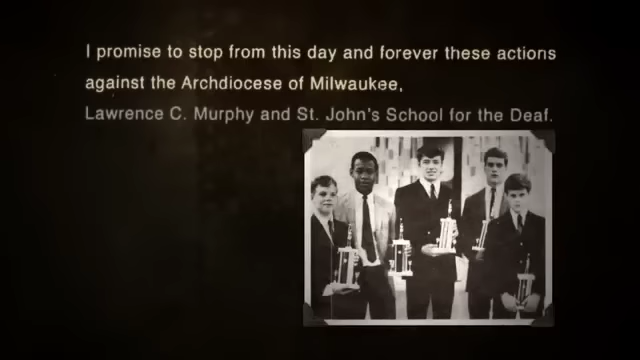 I promise to stop from this day and forever these actions
against the Archdiocese of Milwaukee,
Lawrence C. Murphy and St. John's School for the Deaf.